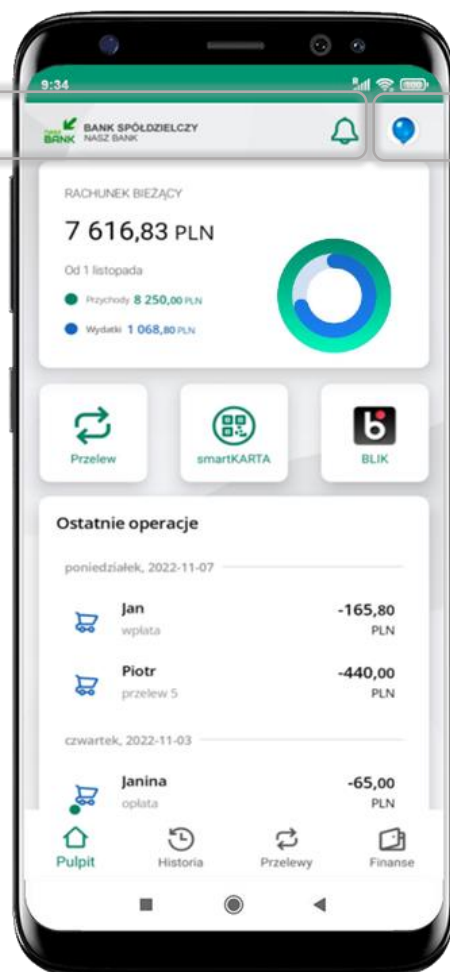 9:34
NASZ BANK
BANK SPÓŁDZIELCZY
NASZ BANK
RACHUNEK BIEŻĄCY
7 616,83 PLN
Od 1 listopada
Przychody 8 250,00 PLN
Wydatki 1 068,80 PLN
Przelew
smartKARTA
BLIK
Ostatnie operacje
poniedziałek, 2022-11-07
Jan -165,80
wpłata PLN
Piotr -440,00
przelew 5 PLN
czwartek, 2022-11-03
Janina -65,00
opłata PLN
Pulpit
Historia
Przelewy
Finanse